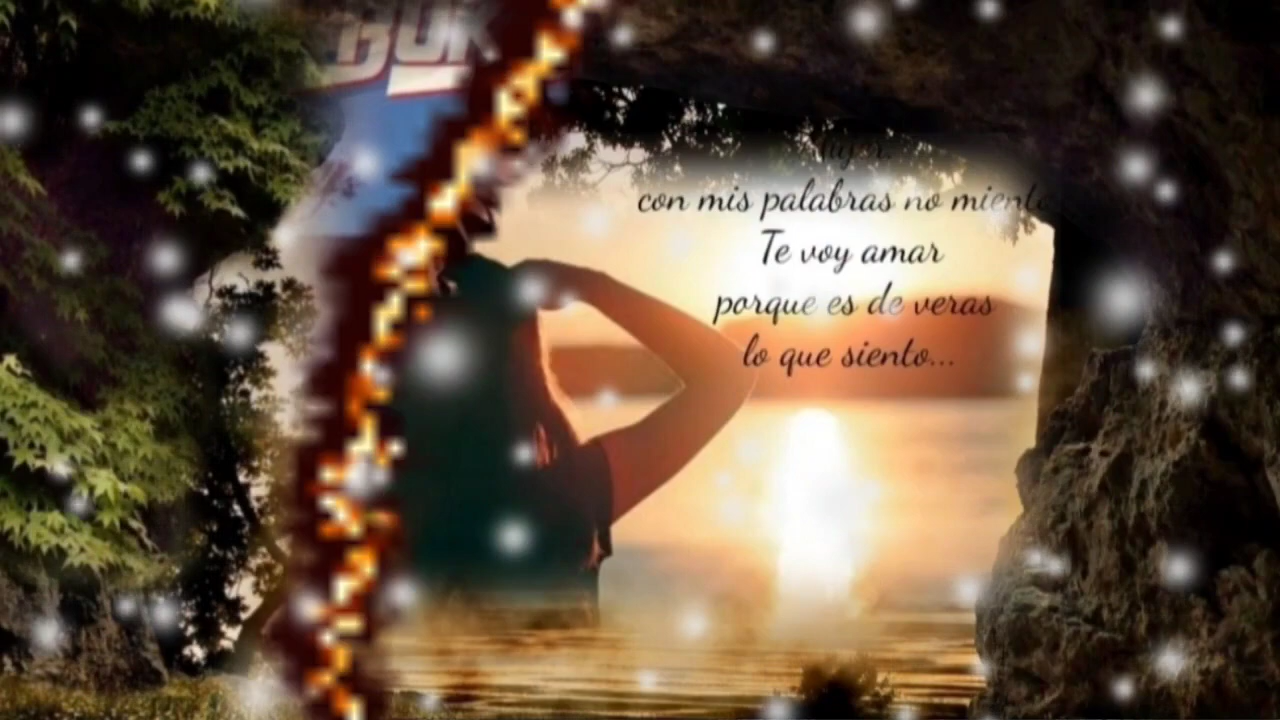 con mis palabras no miento
Te voy amar
porque es de veras
lo que siento...